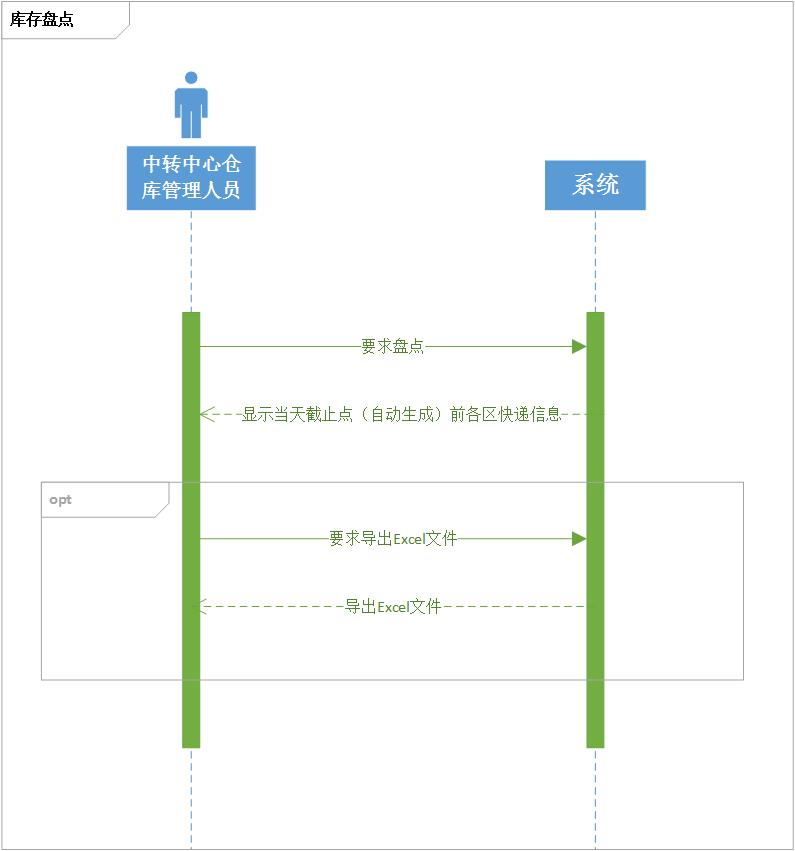 库存盘点
中转中心仓
库管理人员
系统
要求盘点
显示当天截止点（自动生成）前各区快递信息
opt
要求导出Excel文件
导出Excel文件